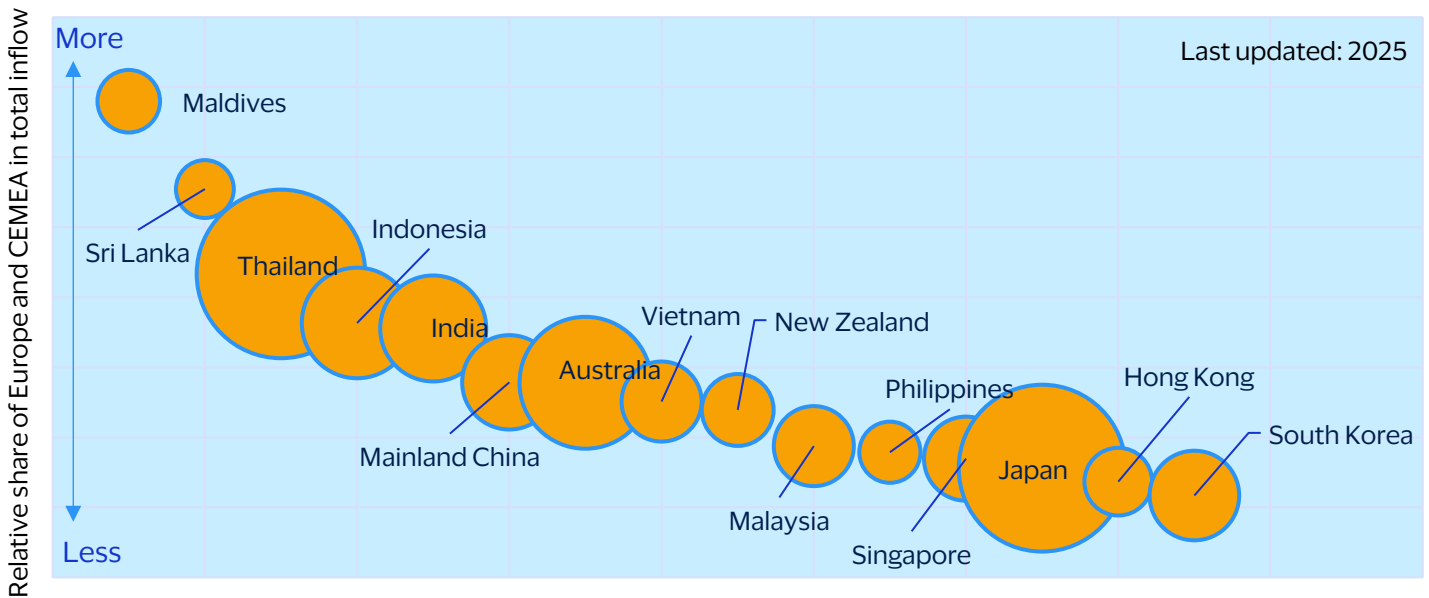 Relative share of Europe and CEMEA in total inflow
More
Last updated: 2025
Maldives
Sri Lanka
Thailand
Indonesia
India
Mainland China
Australia
Vietnam
New Zealand
Malaysia
Philippines
Singapore
Japan
Hong Kong
South Korea
Less